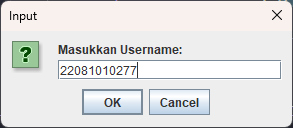 Input
Masukkan Username:
22081010277
OK
Cancel